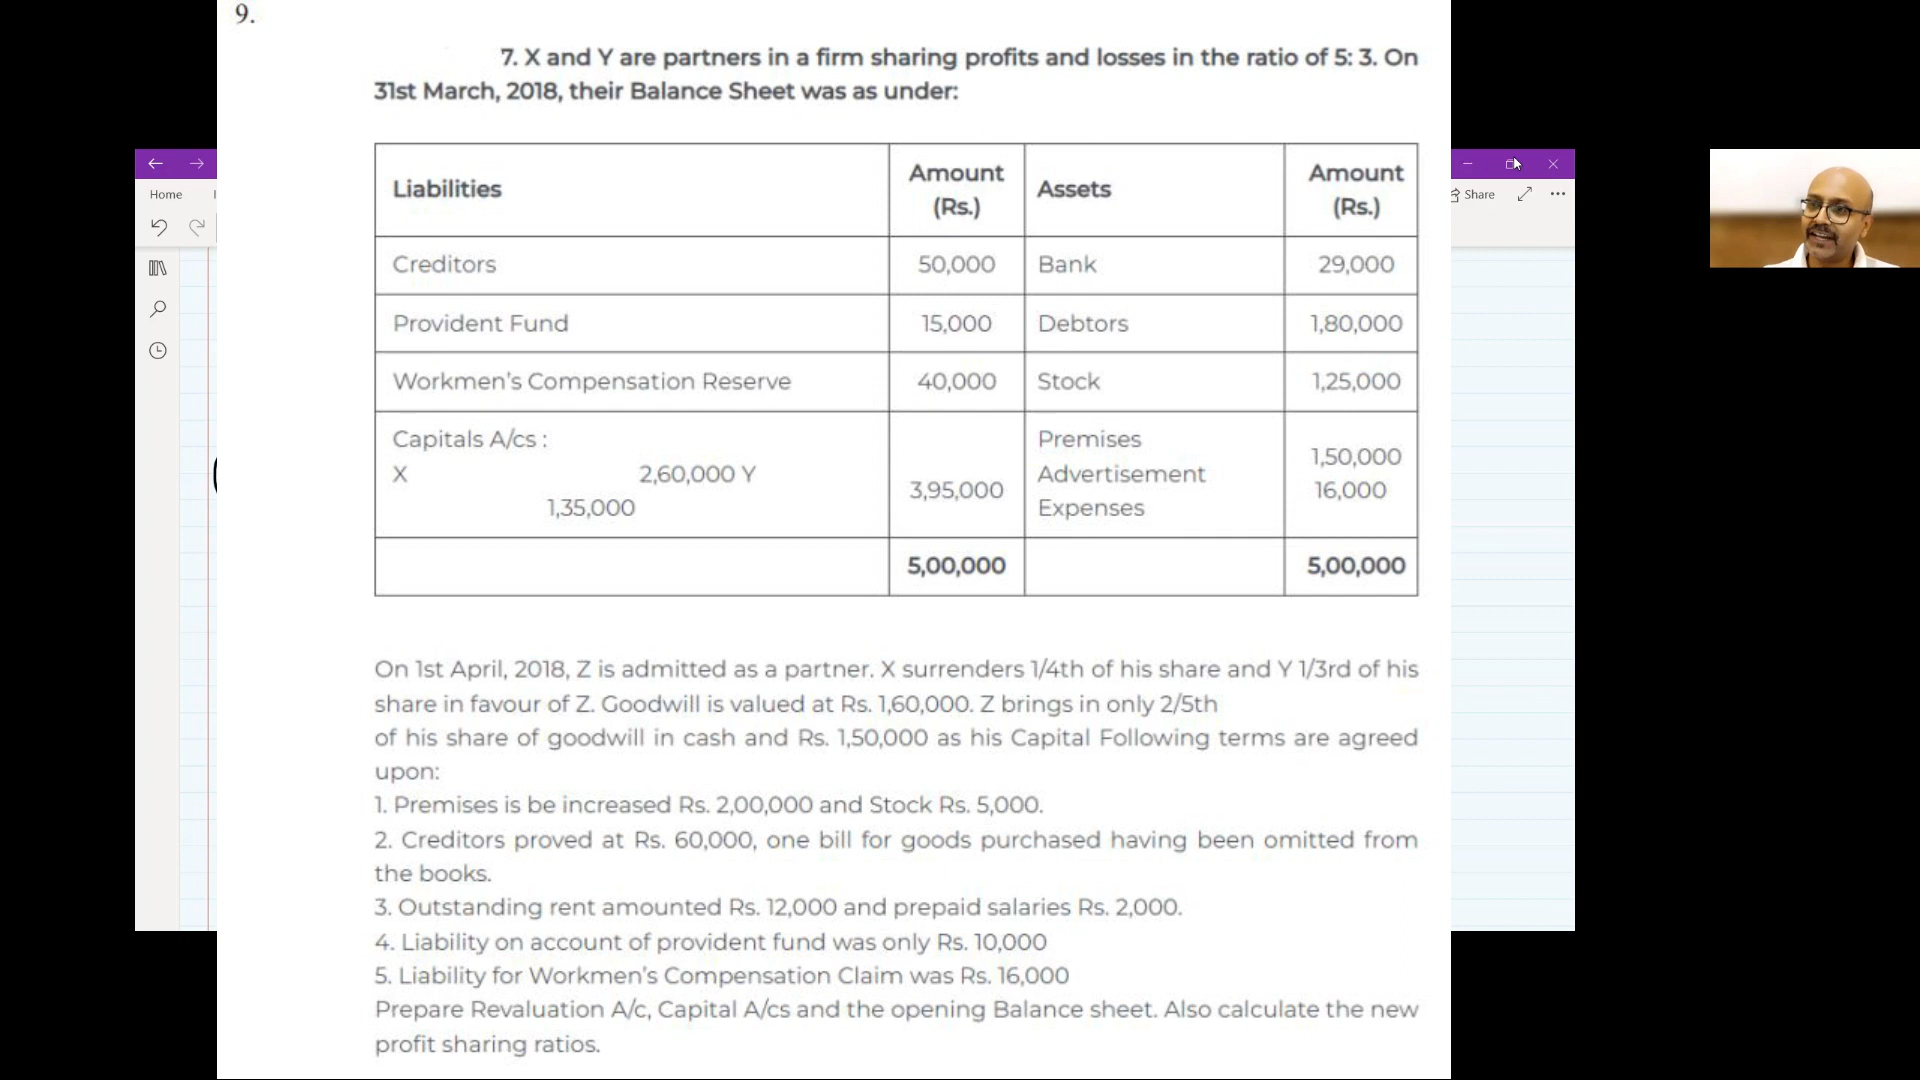 9.
7. X and Y are partners in a firm sharing profits and losses in the ratio of 5: 3. On
31st March, 2018, their Balance Sheet was as under:
Liabilities Amount (Rs.) Assets Amount (Rs.)
Creditors 50,000 Bank 29,000
Provident Fund 15,000 Debtors 1,80,000
Workmen's Compensation Reserve 40,000 Stock 1,25,000
Capitals A/cs : Premises 1,50,000
X 2,60,000 Y 3,95,000 Advertisement 16,000
1,35,000 Expenses
5,00,000 5,00,000
On 1st April, 2018, Z is admitted as a partner. X surrenders 1/4th of his share and Y 1/3rd of his
share in favour of Z. Goodwill is valued at Rs. 1,60,000. Z brings in only 2/5th
of his share of goodwill in cash and Rs. 1,50,000 as his Capital Following terms are agreed
upon:
1. Premises is be increased Rs. 2,00,000 and Stock Rs. 5,000.
2. Creditors proved at Rs. 60,000, one bill for goods purchased having been omitted from
the books.
3. Outstanding rent amounted Rs. 12,000 and prepaid salaries Rs. 2,000.
4. Liability on account of provident fund was only Rs. 10,000
5. Liability for Workmen's Compensation Claim was Rs. 16,000
Prepare Revaluation A/c, Capital A/cs and the opening Balance sheet. Also calculate the new
profit sharing ratios.
Home
Share